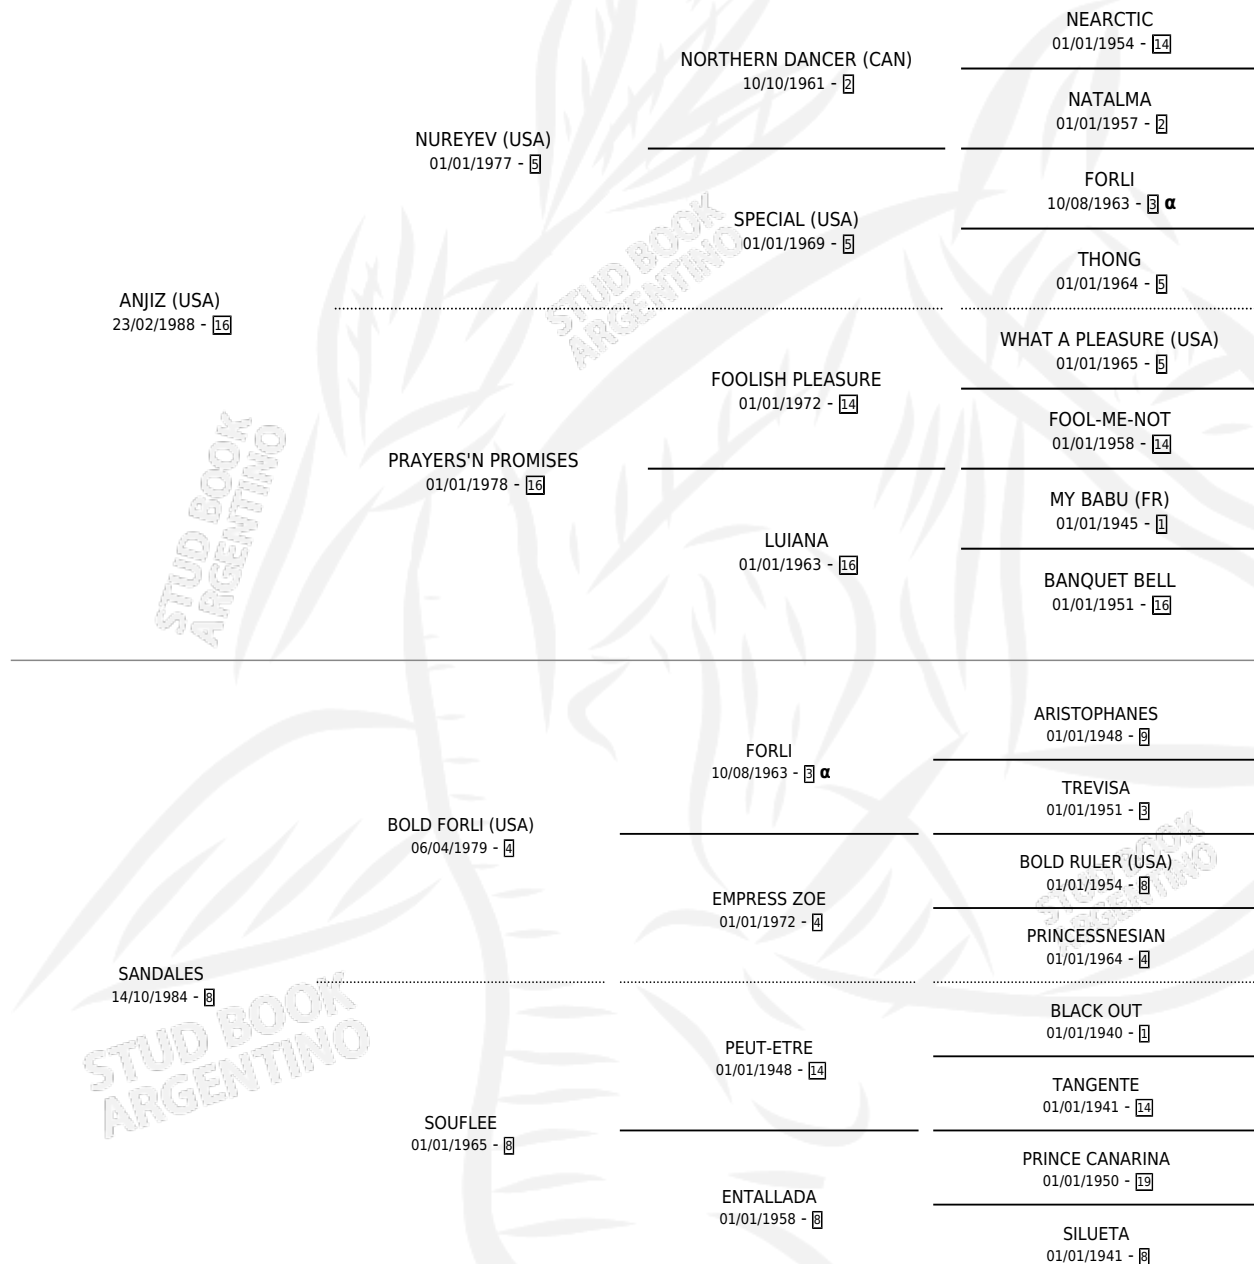 NEARCTIC
01/01/1954 - 14
NORTHERN DANCER (CAN)
10/10/1961 - 2
NATALMA
01/01/1957 - 2
NUREYEV (USA)
01/01/1977 - 5
FORLI
10/08/1963 - 3 α
SPECIAL (USA)
01/01/1969 - 5
THONG
01/01/1964 - 5
ANJIZ (USA)
23/02/1988 - 16
WHAT A PLEASURE (USA)
01/01/1965 - 5
FOOLISH PLEASURE
01/01/1972 - 14
FOOL-ME-NOT
01/01/1958 - 14
PRAYERS'N PROMISES
01/01/1978 - 16
MY BABU (FR)
01/01/1945 - 1
LUIANA
01/01/1963 - 16
BANQUET BELL
01/01/1951 - 16
ARISTOPHANES
01/01/1948 - 9
FORLI
10/08/1963 - 3 α
TREVISA
01/01/1951 - 3
BOLD FORLI (USA)
06/04/1979 - 4
BOLD RULER (USA)
01/01/1954 - 8
EMPRESS ZOE
01/01/1972 - 4
PRINCESSNESIAN
01/01/1964 - 4
SANDALES
14/10/1984 - 8
BLACK OUT
01/01/1940 - 1
PEUT-ETRE
01/01/1948 - 14
TANGENTE
01/01/1941 - 14
SOUFLEE
01/01/1965 - 8
PRINCE CANARINA
01/01/1950 - 19
ENTALLADA
01/01/1958 - 8
SILUETA
01/01/1941 - 8
STUD BOOK
ARGENTINO
STUD BOOK
ARGENTINO
STUD BOOK
ARGENTINO
STUD BOOK
ARGENTINO